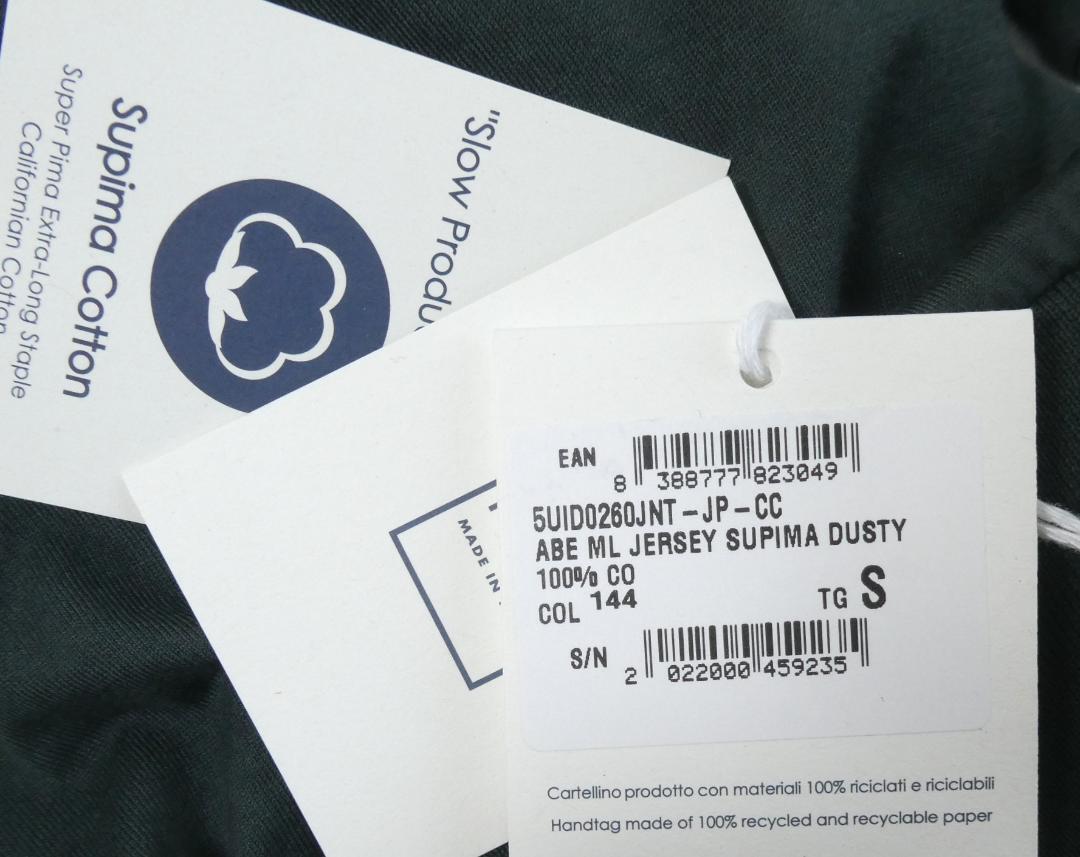 Supima Cotton
Super Pima Extra-Long Staple
Californian Cotton
"Slow
MADE IN
EAN
8 388777 823049
5UID0260JNT-JP-CC
ABE ML JERSEY SUPIMA DUSTY
100% CO
COL 144 TG S
S/N 2 022000 459235
Cartellino prodotto con materiali 100% riciclati e riciclabili
Handtag made of 100% recycled and recyclable paper